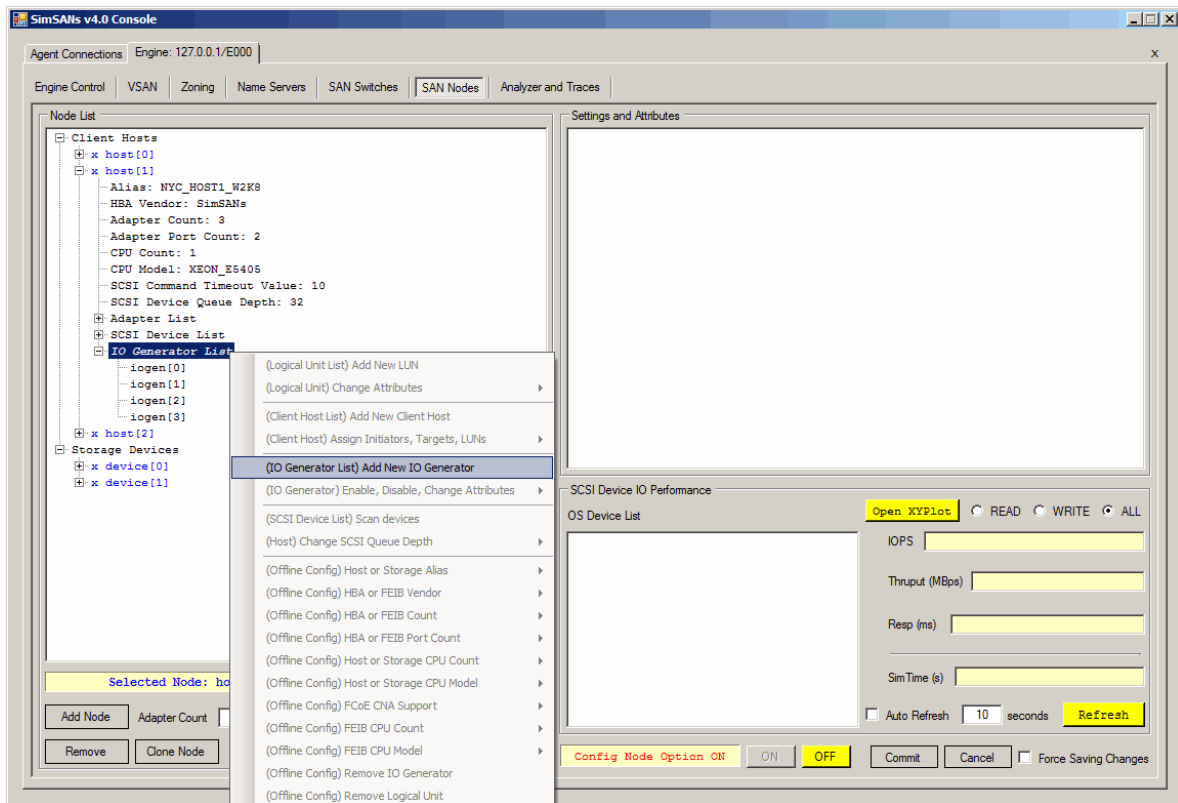 SimSANs v4.0 Console
Agent Connections Engine: 127.0.0.1/E000 x
Engine Control VSAN Zoning Name Servers SAN Switches SAN Nodes Analyzer and Traces
Node List
Client Hosts
x host[0]
x host[1]
Alias: NYC_HOST1_W2K8
HBA Vendor: SimSANs
Adapter Count: 3
Adapter Port Count: 2
CPU Count: 1
CPU Model: XEON_E5405
SCSI Command Timeout Value: 10
SCSI Device Queue Depth: 32
Adapter List
SCSI Device List
IO Generator List
iogen[0]
iogen[1]
iogen[2]
iogen[3]
x host[2]
Storage Devices
x device[0]
x device[1]
Selected Node: ho
Add Node Adapter Count
Remove Clone Node
(Logical Unit List) Add New LUN
(Logical Unit) Change Attributes
(Client Host List) Add New Client Host
(Client Host) Assign Initiators, Targets, LUNs
(IO Generator List) Add New IO Generator
(IO Generator) Enable, Disable, Change Attributes
(SCSI Device List) Scan devices
(Host) Change SCSI Queue Depth
(Offline Config) Host or Storage Alias
(Offline Config) HBA or FEIB Vendor
(Offline Config) HBA or FEIB Count
(Offline Config) HBA or FEIB Port Count
(Offline Config) Host or Storage CPU Count
(Offline Config) Host or Storage CPU Model
(Offline Config) FCoE CNA Support
(Offline Config) FEIB CPU Count
(Offline Config) FEIB CPU Model
(Offline Config) Remove IO Generator
(Offline Config) Remove Logical Unit
Settings and Attributes
SCSI Device IO Performance
OS Device List
Open XYPlot READ WRITE ALL
IOPS
Thruput (MBps)
Resp (ms)
SimTime (s)
Auto Refresh 10 seconds Refresh
Config Node Option ON ON OFF Commit Cancel Force Saving Changes